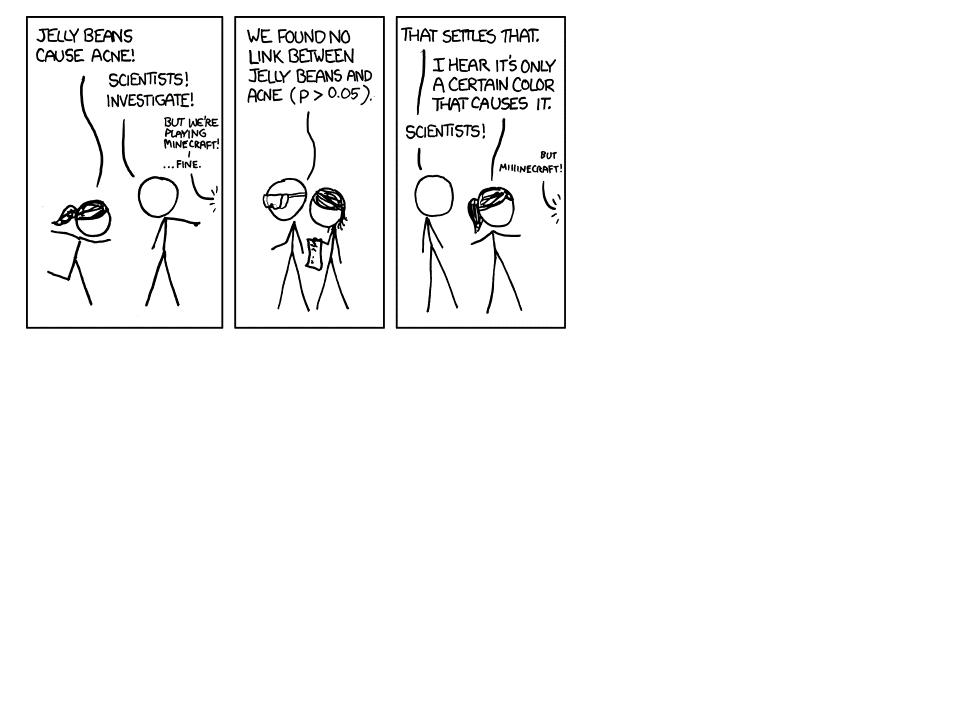 JELLY BEANS
CAUSE ACNE!
SCIENTISTS!
INVESTIGATE!
BUT WE'RE
PLAYING
MINECRAFT!
...FINE.
WE FOUND NO
LINK BETWEEN
JELLY BEANS AND
ACNE (P > 0.05).
THAT SETTLES THAT.
I HEAR IT'S ONLY
A CERTAIN COLOR
THAT CAUSES IT.
SCIENTISTS!
BUT
MIIIINECRAFT!